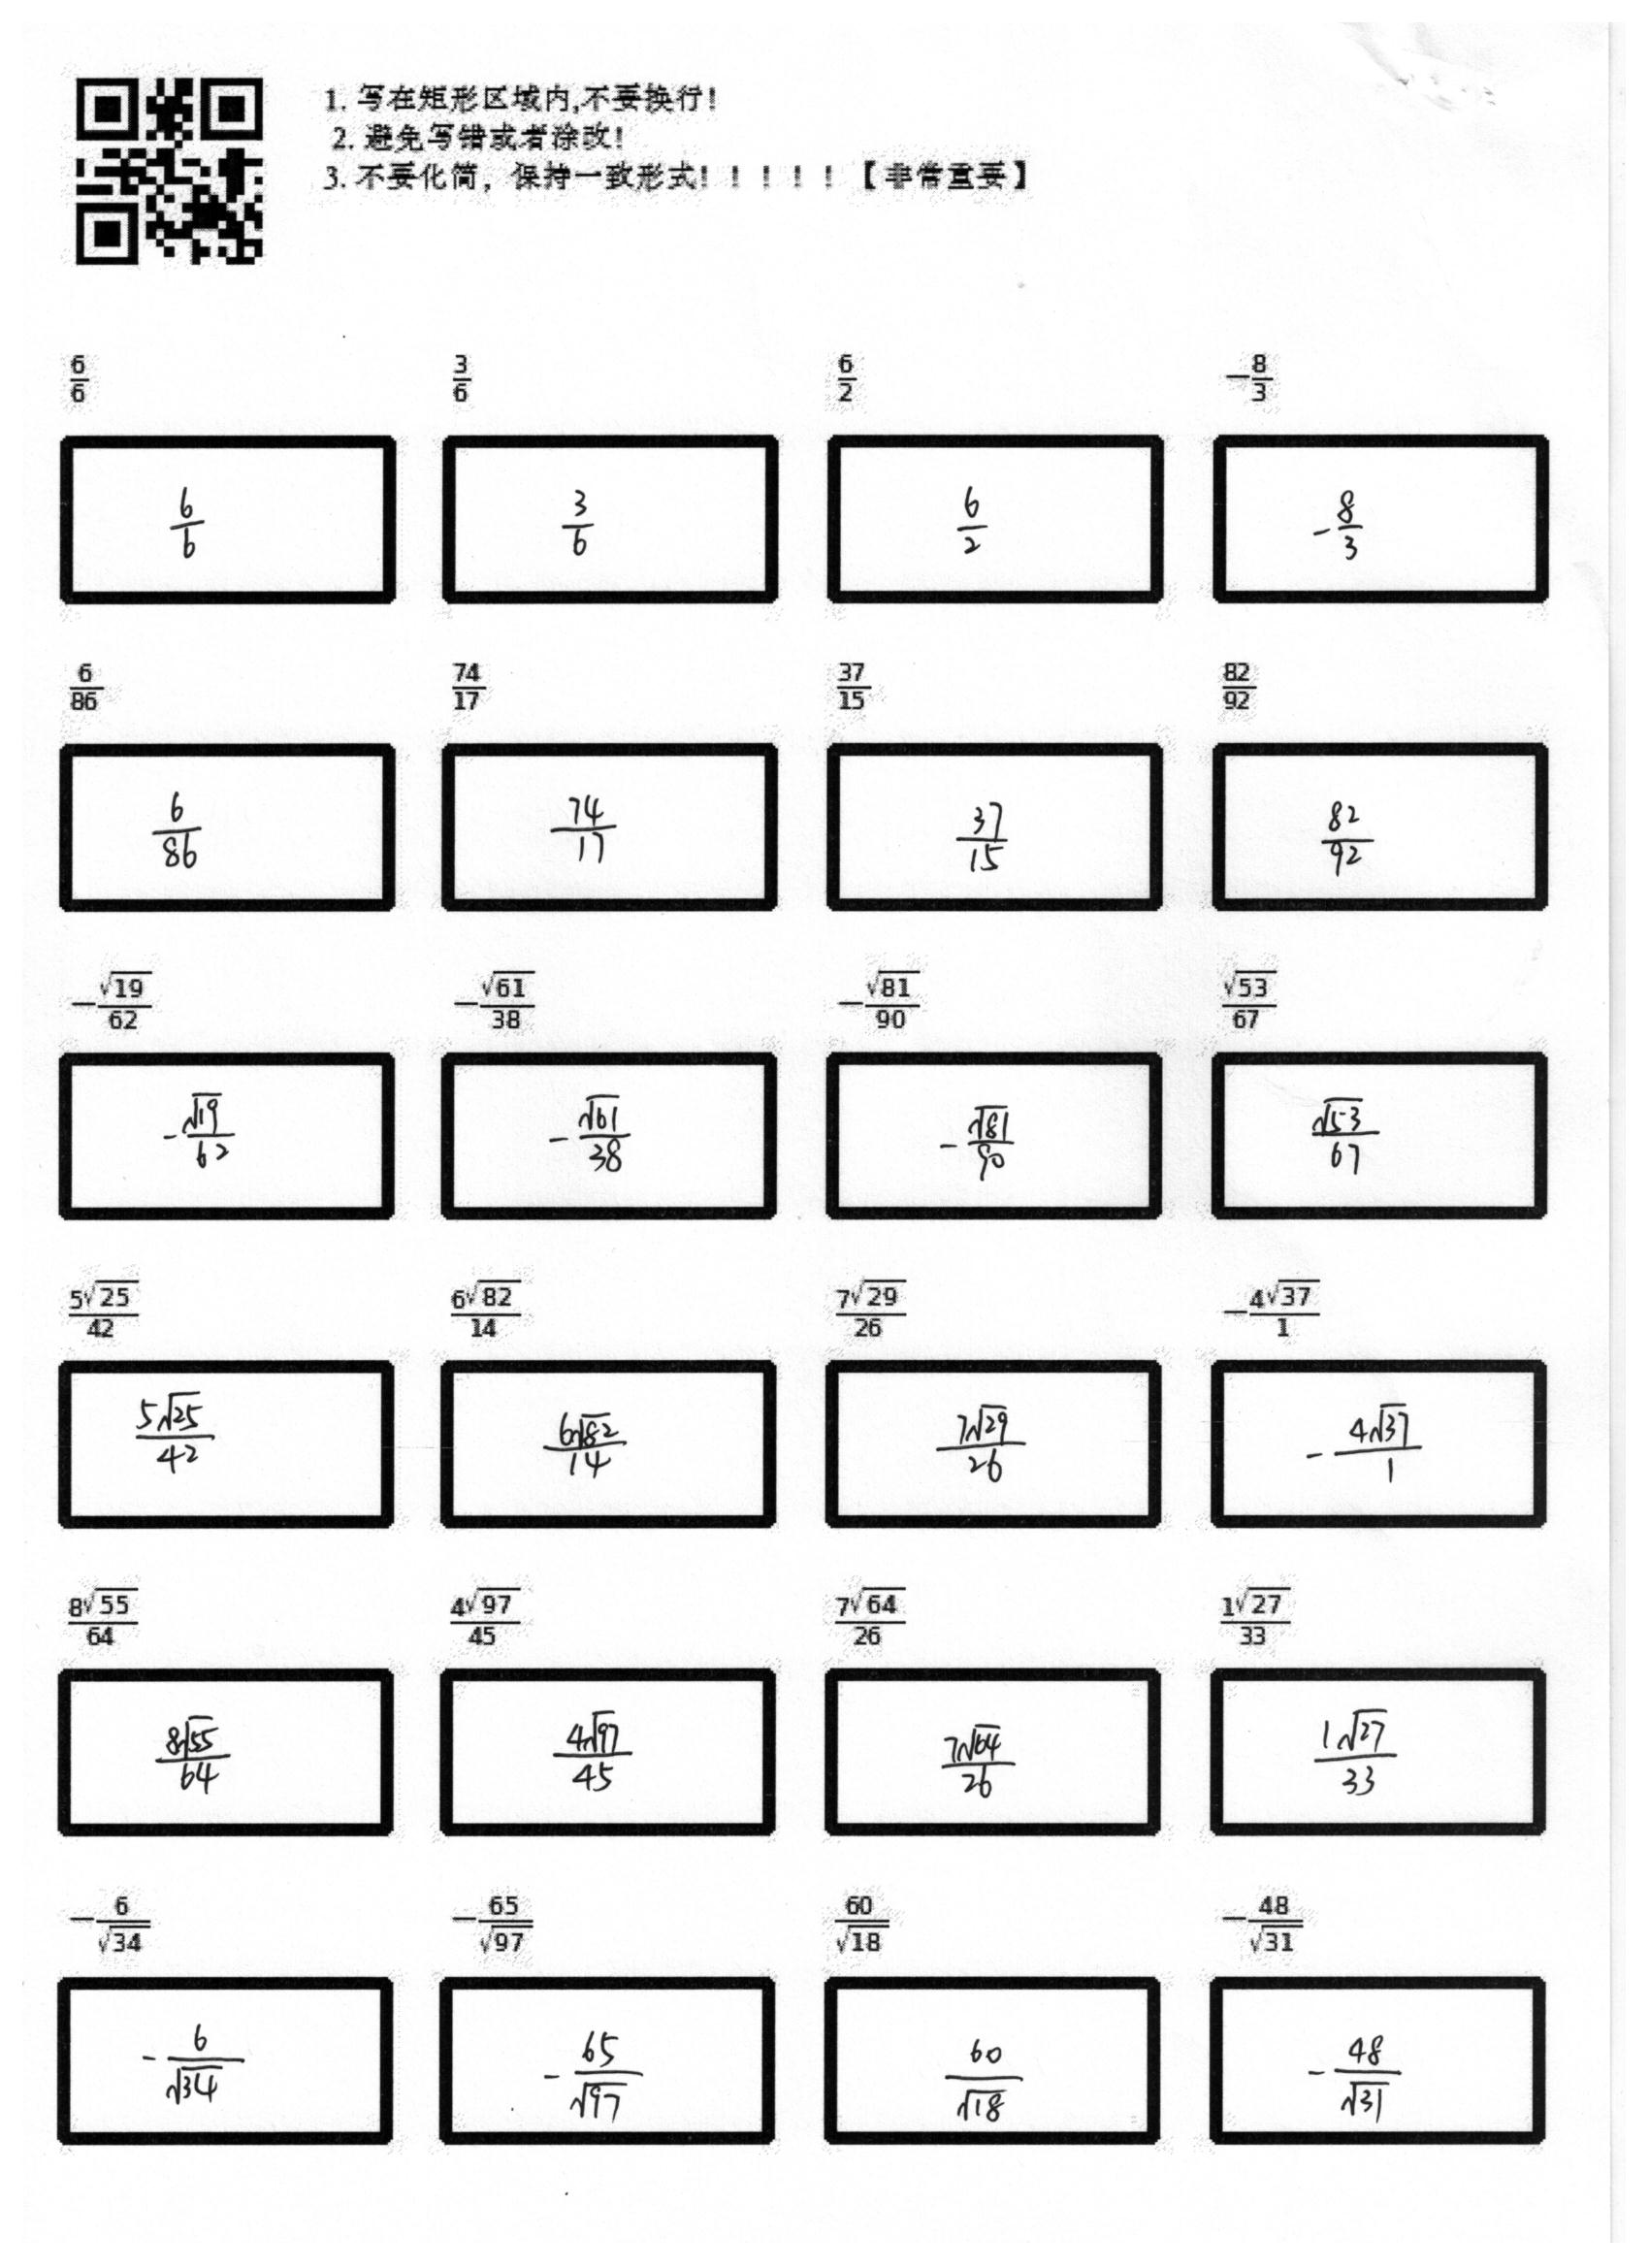 1. 写在矩形区域内,不要换行!
2. 避免写错或者涂改!
3. 不要化简，保持一致形式! ! ! ! ! 【非常重要】
\frac{6}{6} \frac{3}{6} \frac{6}{2} -\frac{8}{3}
\frac{6}{6} \frac{3}{6} \frac{6}{2} -\frac{8}{3}
\frac{6}{86} \frac{74}{17} \frac{37}{15} \frac{82}{92}
\frac{6}{86} \frac{74}{17} \frac{37}{15} \frac{82}{92}
-\frac{\sqrt{19}}{62} -\frac{\sqrt{61}}{38} -\frac{\sqrt{81}}{90} \frac{\sqrt{53}}{67}
-\frac{\sqrt{19}}{62} -\frac{\sqrt{61}}{38} -\frac{\sqrt{81}}{90} \frac{\sqrt{53}}{67}
\frac{5\sqrt{25}}{42} \frac{6\sqrt{82}}{14} \frac{7\sqrt{29}}{26} -\frac{4\sqrt{37}}{1}
\frac{5\sqrt{25}}{42} \frac{6\sqrt{82}}{14} \frac{7\sqrt{29}}{26} -\frac{4\sqrt{37}}{1}
\frac{8\sqrt{55}}{64} \frac{4\sqrt{97}}{45} \frac{7\sqrt{64}}{26} \frac{1\sqrt{27}}{33}
\frac{8\sqrt{55}}{64} \frac{4\sqrt{97}}{45} \frac{7\sqrt{64}}{26} \frac{1\sqrt{27}}{33}
-\frac{6}{\sqrt{34}} -\frac{65}{\sqrt{97}} \frac{60}{\sqrt{18}} -\frac{48}{\sqrt{31}}
-\frac{6}{\sqrt{34}} -\frac{65}{\sqrt{97}} \frac{60}{\sqrt{18}} -\frac{48}{\sqrt{31}}